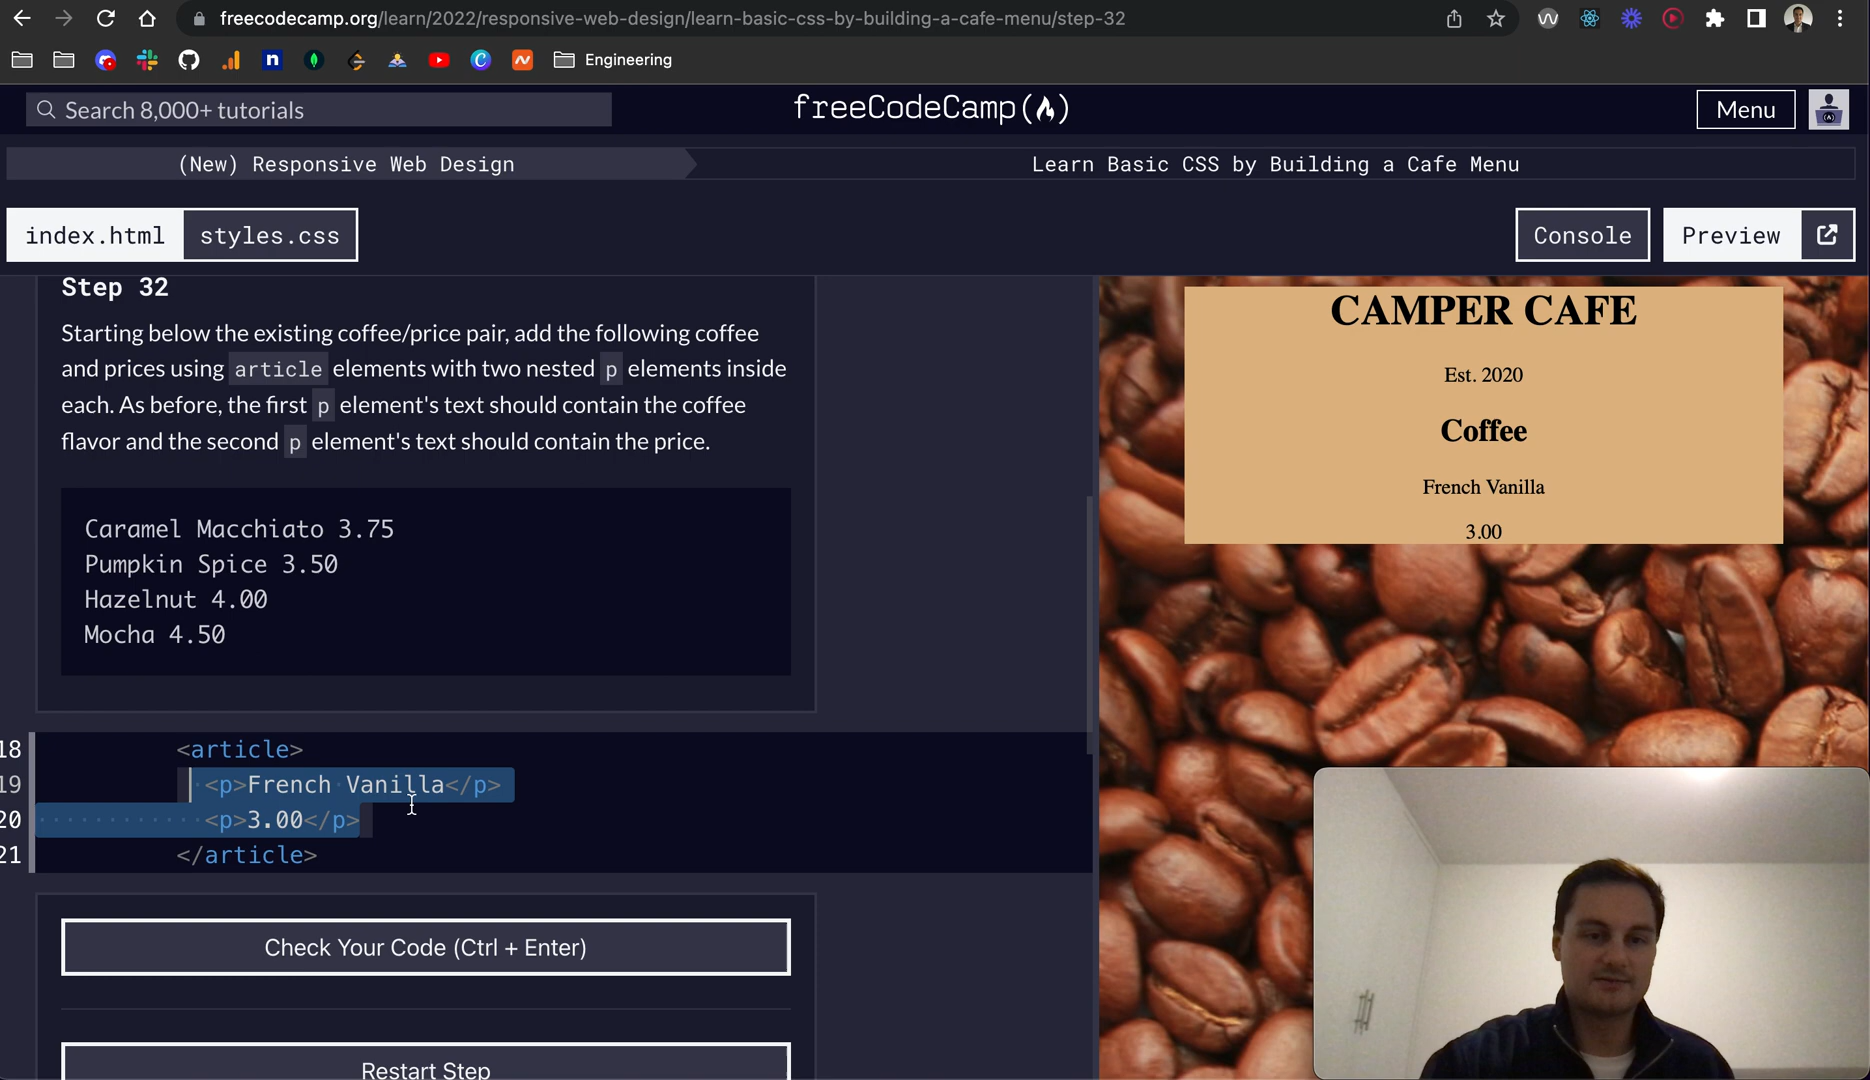 freecodecamp.org/learn/2022/responsive-web-design/learn-basic-css-by-building-a-cafe-menu/step-32
Engineering
Search 8,000+ tutorials
freeCodeCamp
Menu
(New) Responsive Web Design
Learn Basic CSS by Building a Cafe Menu
index.html
styles.css
Console
Preview
Step 32
Starting below the existing coffee/price pair, add the following coffee
and prices using article elements with two nested p elements inside
each. As before, the first p element's text should contain the coffee
flavor and the second p element's text should contain the price.
Caramel Macchiato 3.75
Pumpkin Spice 3.50
Hazelnut 4.00
Mocha 4.50
18 <article>
19 <p>French Vanilla</p>
20 <p>3.00</p>
21 </article>
Check Your Code (Ctrl + Enter)
Restart Step
CAMPER CAFE
Est. 2020
Coffee
French Vanilla
3.00